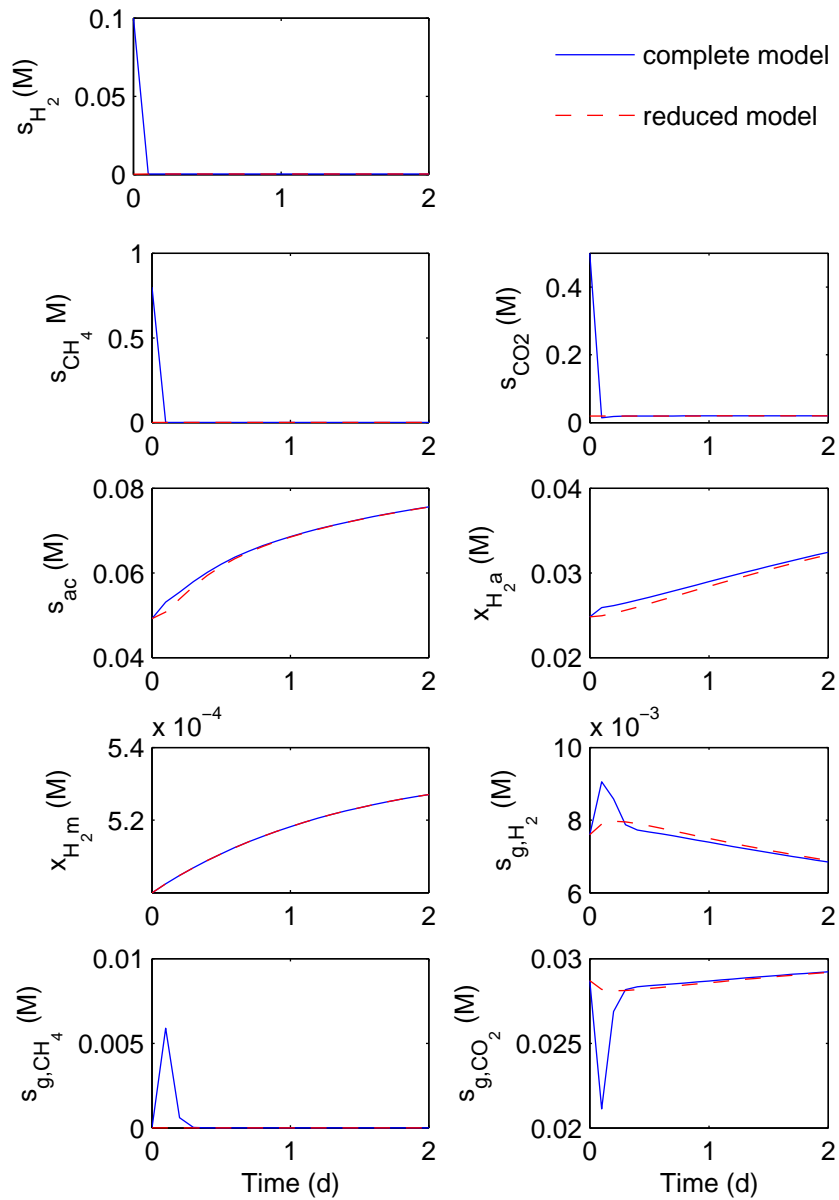 complete model
reduced model
s_H2 (M)
0.1
0.05
0
0 1 2
s_CH4 M)
1
0.5
0
0 1 2
s_CO2 (M)
0.4
0.2
0
0 1 2
s_ac (M)
0.08
0.06
0.04
0 1 2
x_H2a (M)
0.04
0.03
0.02
0 1 2
x_H2m (M)
x 10^−4
5.4
5.2
0 1 2
s_g,H2 (M)
x 10^−3
10
8
6
0 1 2
s_g,CH4 (M)
0.01
0.005
0
0 1 2
Time (d)
s_g,CO2 (M)
0.03
0.025
0.02
0 1 2
Time (d)